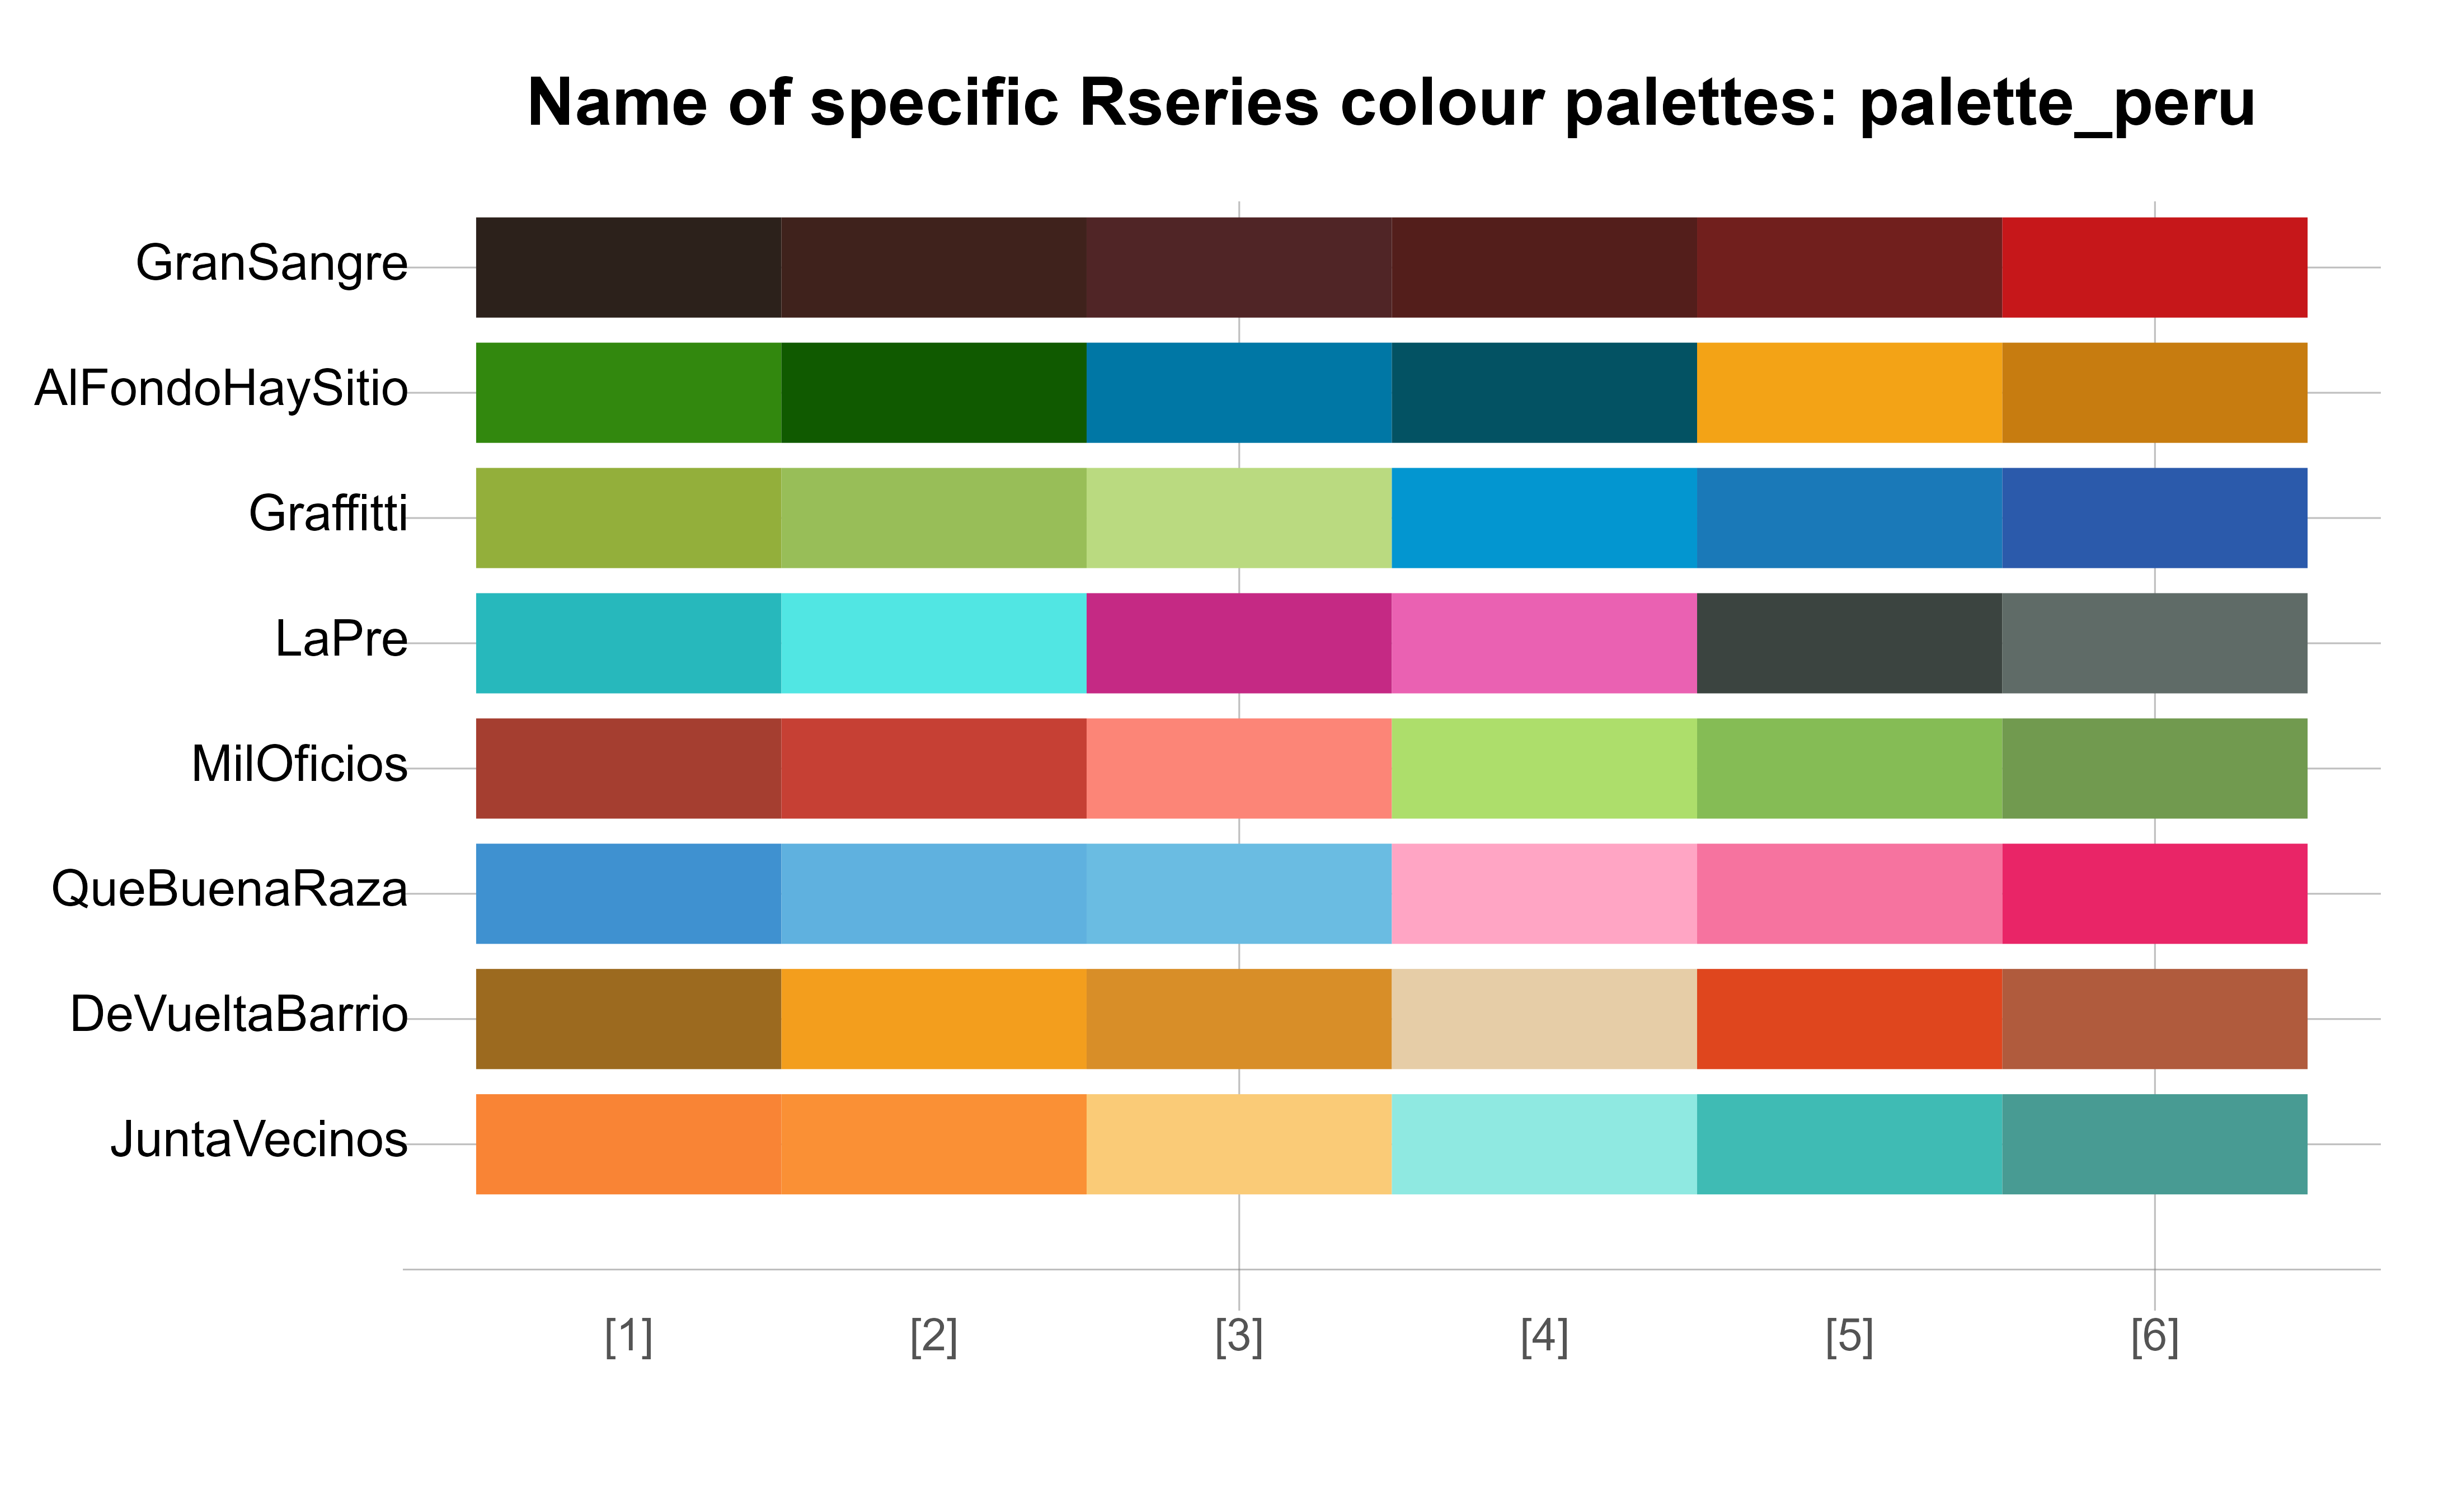 Name of specific Rseries colour palettes: palette_peru
GranSangre
AlFondoHaySitio
Graffitti
LaPre
MilOficios
QueBuenaRaza
DeVueltaBarrio
JuntaVecinos
[1] [2] [3] [4] [5] [6]